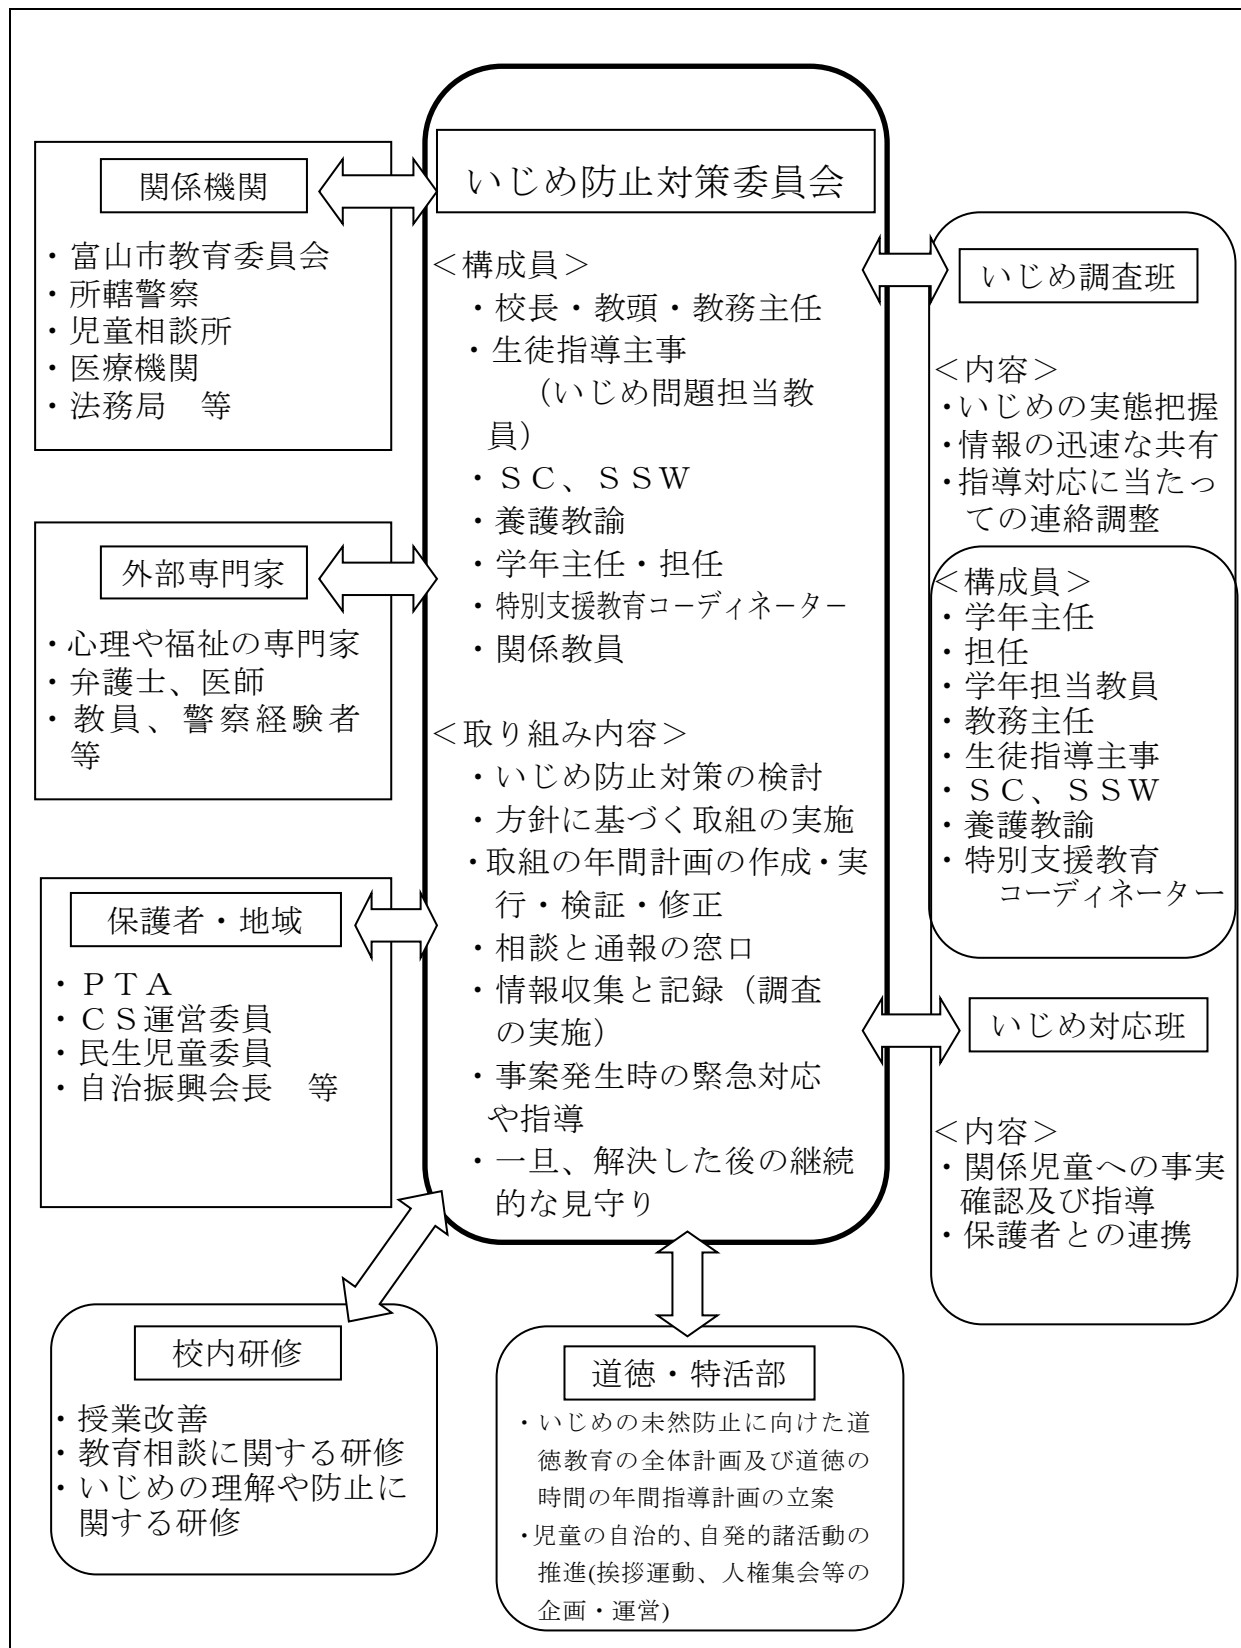 いじめ防止対策委員会
＜構成員＞
・校長・教頭・教務主任
・生徒指導主事
（いじめ問題担当教
員）
・ＳＣ、ＳＳＷ
・養護教諭
・学年主任・担任
・特別支援教育コーディネーター
・関係教員
＜取り組み内容＞
・いじめ防止対策の検討
・方針に基づく取組の実施
・取組の年間計画の作成・実
行・検証・修正
・相談と通報の窓口
・情報収集と記録（調査
の実施）
・事案発生時の緊急対応
や指導
・一旦、解決した後の継続
的な見守り
関係機関
・富山市教育委員会
・所轄警察
・児童相談所
・医療機関
・法務局　等
外部専門家
・心理や福祉の専門家
・弁護士、医師
・教員、警察経験者
等
保護者・地域
・ＰＴＡ
・ＣＳ運営委員
・民生児童委員
・自治振興会長　等
いじめ調査班
＜内容＞
・いじめの実態把握
・情報の迅速な共有
・指導対応に当たっ
ての連絡調整
＜構成員＞
・学年主任
・担任
・学年担当教員
・教務主任
・生徒指導主事
・ＳＣ、ＳＳＷ
・養護教諭
・特別支援教育
コーディネーター
いじめ対応班
＜内容＞
・関係児童への事実
確認及び指導
・保護者との連携
校内研修
・授業改善
・教育相談に関する研修
・いじめの理解や防止に
関する研修
道徳・特活部
・いじめの未然防止に向けた道
徳教育の全体計画及び道徳の
時間の年間指導計画の立案
・児童の自治的、自発的諸活動の
推進(挨拶運動、人権集会等の
企画・運営)